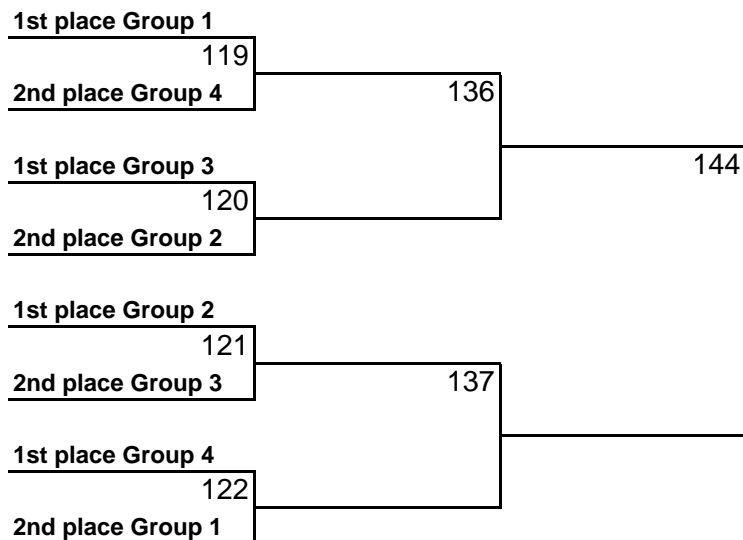 1st place Group 1
119
2nd place Group 4
136
1st place Group 3
144
120
2nd place Group 2
1st place Group 2
121
2nd place Group 3
137
1st place Group 4
122
2nd place Group 1